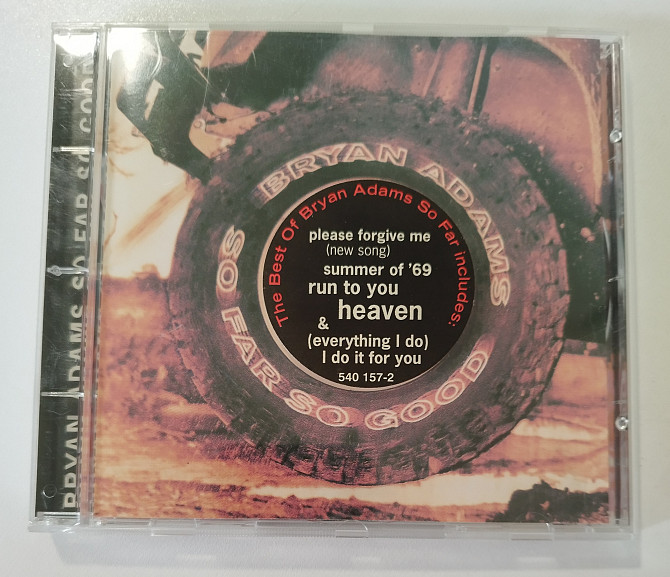 BRYAN ADAMS SO FAR SO GOOD
BRYAN ADAMS
SO FAR SO GOOD
The Best Of Bryan Adams So Far includes:
please forgive me
(new song)
summer of '69
run to you
heaven
&
(everything I do)
I do it for you
540 157-2